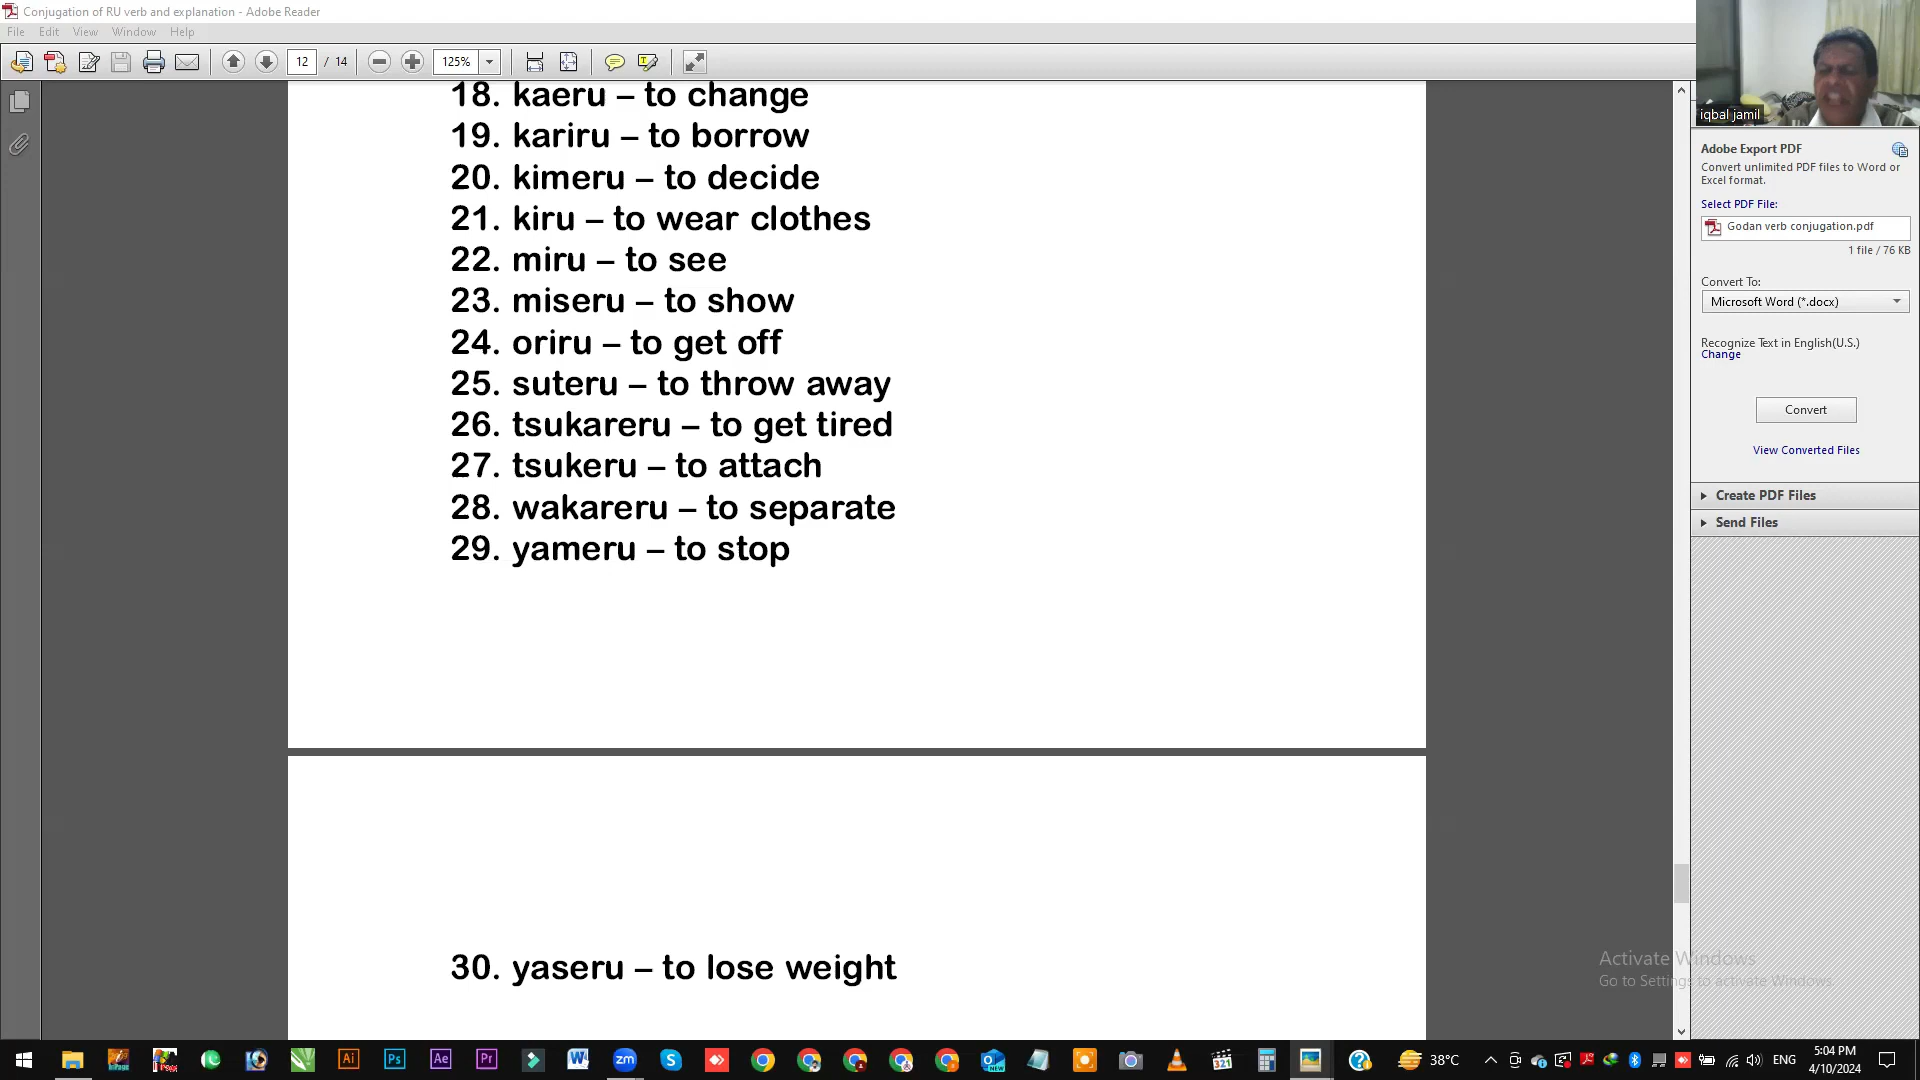 Conjugation of RU verb and explanation - Adobe Reader
File Edit View Window Help
12 / 14 125%
18. kaeru – to change
19. kariru – to borrow
20. kimeru – to decide
21. kiru – to wear clothes
22. miru – to see
23. miseru – to show
24. oriru – to get off
25. suteru – to throw away
26. tsukareru – to get tired
27. tsukeru – to attach
28. wakareru – to separate
29. yameru – to stop
30. yaseru – to lose weight
iqbal jamil
Adobe Export PDF
Convert unlimited PDF files to Word or
Excel format.
Select PDF File:
Godan verb conjugation.pdf
1 file / 76 KB
Convert To:
Microsoft Word (*.docx)
Recognize Text in English(U.S.)
Change
Convert
View Converted Files
Create PDF Files
Send Files
Activate Windows
Go to Settings to activate Windows.
Ai Ps Ae Pr W zm S 321
38°C ENG
5:04 PM
4/10/2024